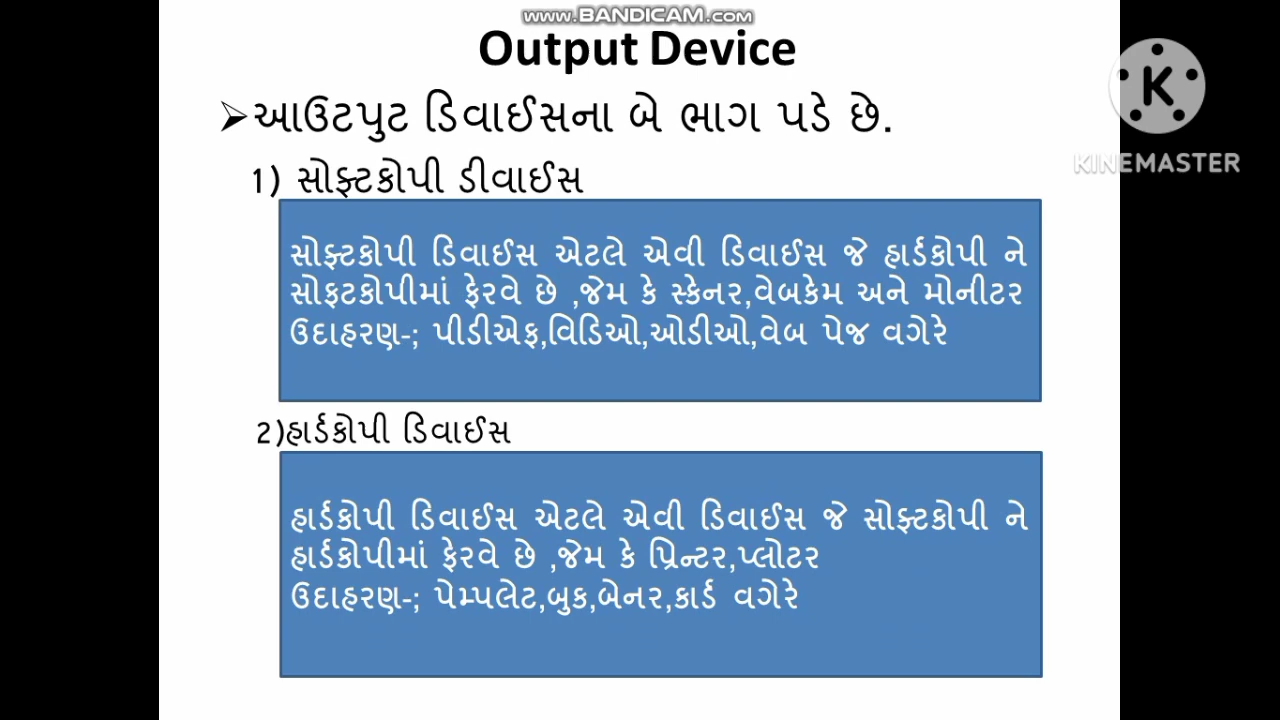 www.BANDICAM.com
Output Device
K
KINEMASTER
➢આઉટપુટ ડિવાઈસના બે ભાગ પડે છે.
1) સોફ્ટકોપી ડીવાઈસ
સોફ્ટકોપી ડિવાઈસ એટલે એવી ડિવાઈસ જે હાર્ડકોપી ને
સોફટકોપીમાં ફેરવે છે ,જેમ કે સ્કેનર,વેબકેમ અને મોનીટર
ઉદાહરણ-; પીડીએફ,વિડિઓ,ઓડીઓ,વેબ પેજ વગેરે
2)હાર્ડકોપી ડિવાઈસ
હાર્ડકોપી ડિવાઈસ એટલે એવી ડિવાઈસ જે સોફ્ટકોપી ને
હાર્ડકોપીમાં ફેરવે છે ,જેમ કે પ્રિન્ટર,પ્લોટર
ઉદાહરણ-; પેમ્પલેટ,બુક,બેનર,કાર્ડ વગેરે